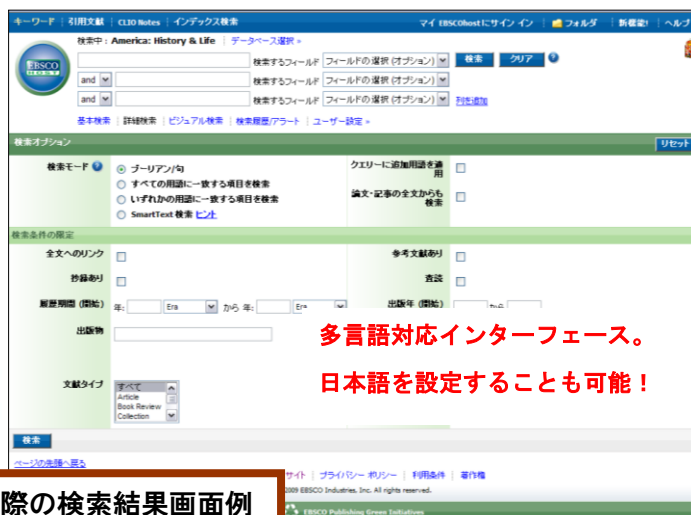 キーワード | 引用文献 | CLIO Notes | インデックス検索 マイ EBSCOhostにサイン イン | フォルダ | 新機能! | ヘルプ
検索中: America: History & Life | データベース選択 »
EBSCO HOST
検索するフィールド フィールドの選択 (オプション) 検索 クリア
and 検索するフィールド フィールドの選択 (オプション)
and 検索するフィールド フィールドの選択 (オプション) 列を追加
基本検索 | 詳細検索 | ビジュアル検索 | 検索履歴/アラート | ユーザー設定 »
検索オプション リセット
検索モード ブーリアン/句 クエリーに追加用語を適用
すべての用語に一致する項目を検索
いずれかの用語に一致する項目を検索 論文・記事の全文からも検索
SmartText 検索 ヒント
検索条件の限定
全文へのリンク 参考文献あり
抄録あり 査読
履歴期間 (開始) 年: Era から 年: Era 出版年 (開始) から
出版物
多言語対応インターフェース。
日本語を設定することも可能!
文献タイプ すべて
Article
Book Review
Collection
検索
ページの先頭へ戻る
サイト | プライバシー ポリシー | 利用条件 | 著作権
2009 EBSCO Industries, Inc. All rights reserved.
EBSCO Publishing Green Initiatives
際の検索結果画面例